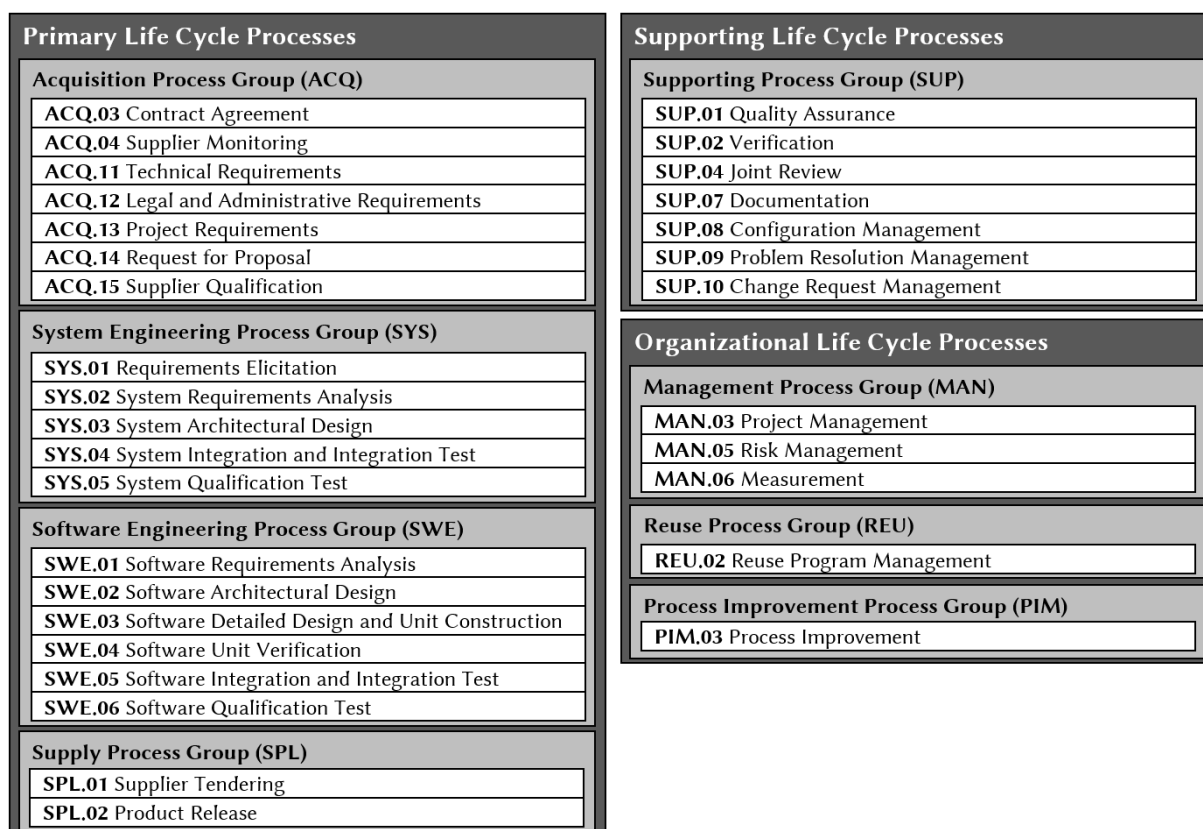 Primary Life Cycle Processes
Acquisition Process Group (ACQ)
ACQ.03 Contract Agreement
ACQ.04 Supplier Monitoring
ACQ.11 Technical Requirements
ACQ.12 Legal and Administrative Requirements
ACQ.13 Project Requirements
ACQ.14 Request for Proposal
ACQ.15 Supplier Qualification
System Engineering Process Group (SYS)
SYS.01 Requirements Elicitation
SYS.02 System Requirements Analysis
SYS.03 System Architectural Design
SYS.04 System Integration and Integration Test
SYS.05 System Qualification Test
Software Engineering Process Group (SWE)
SWE.01 Software Requirements Analysis
SWE.02 Software Architectural Design
SWE.03 Software Detailed Design and Unit Construction
SWE.04 Software Unit Verification
SWE.05 Software Integration and Integration Test
SWE.06 Software Qualification Test
Supply Process Group (SPL)
SPL.01 Supplier Tendering
SPL.02 Product Release
Supporting Life Cycle Processes
Supporting Process Group (SUP)
SUP.01 Quality Assurance
SUP.02 Verification
SUP.04 Joint Review
SUP.07 Documentation
SUP.08 Configuration Management
SUP.09 Problem Resolution Management
SUP.10 Change Request Management
Organizational Life Cycle Processes
Management Process Group (MAN)
MAN.03 Project Management
MAN.05 Risk Management
MAN.06 Measurement
Reuse Process Group (REU)
REU.02 Reuse Program Management
Process Improvement Process Group (PIM)
PIM.03 Process Improvement